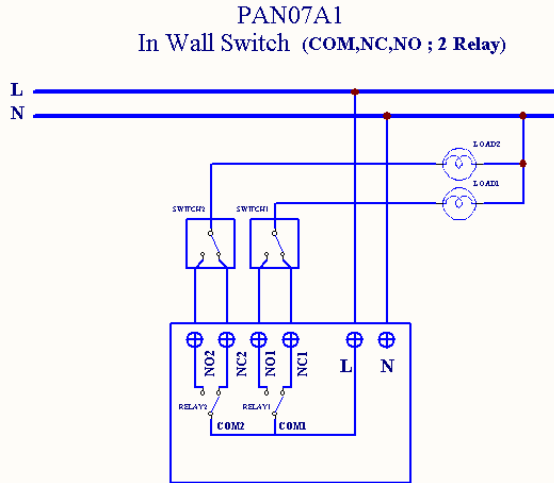 PAN07A1
In Wall Switch (COM,NC,NO ; 2 Relay)
L
N
LOAD2
LOAD1
SWITCH2 SWITCH1
NO2 NC2 NO1 NC1 L N
RELAY2 RELAY1
COM2 COM1